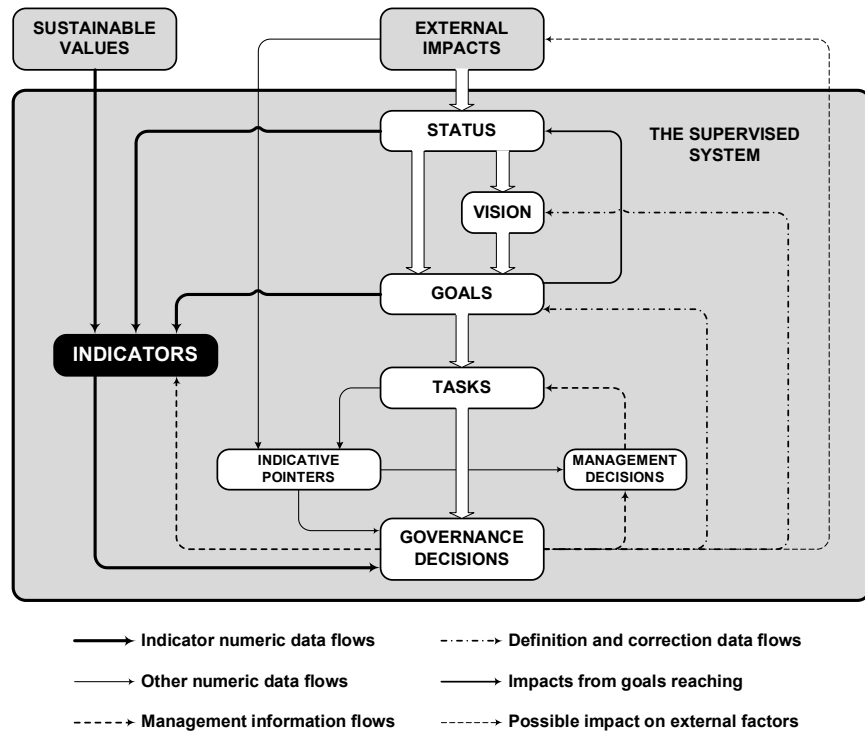 SUSTAINABLE
VALUES
EXTERNAL
IMPACTS
STATUS
THE SUPERVISED
SYSTEM
VISION
GOALS
INDICATORS
TASKS
INDICATIVE
POINTERS
MANAGEMENT
DECISIONS
GOVERNANCE
DECISIONS
Indicator numeric data flows
Definition and correction data flows
Other numeric data flows
Impacts from goals reaching
Management information flows
Possible impact on external factors